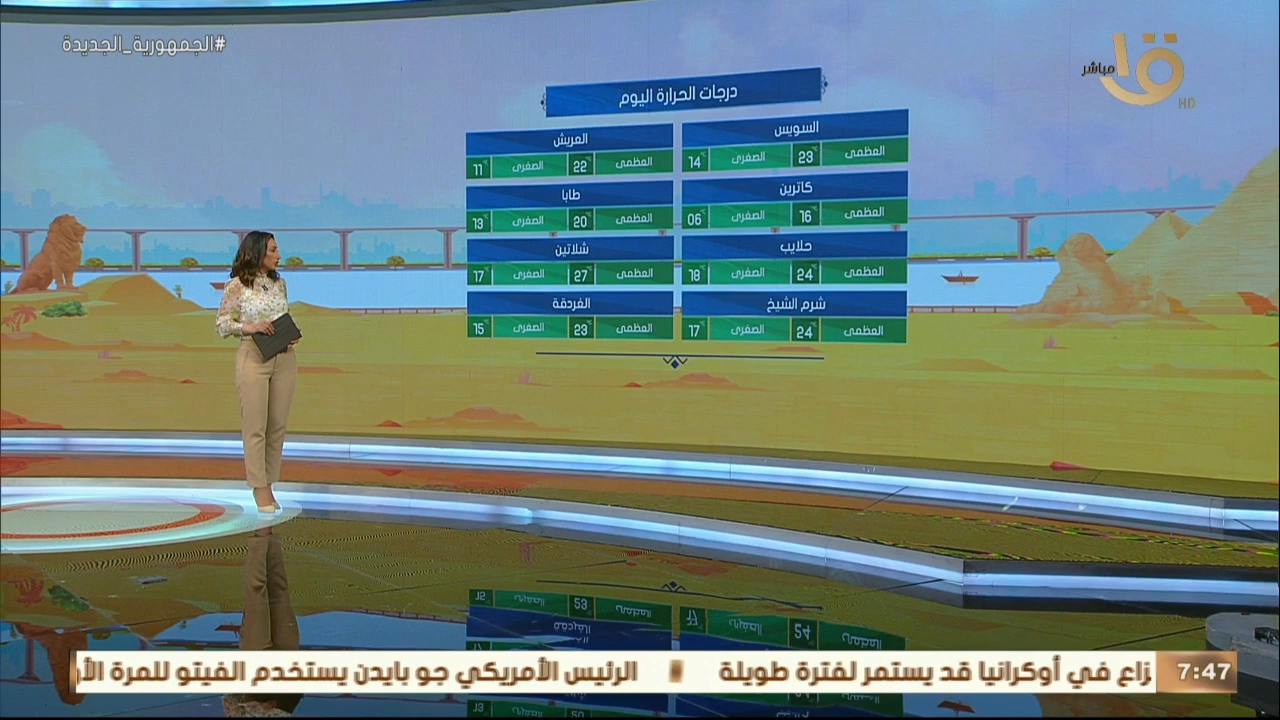 #الجمهورية_الجديدة
مباشر
HD
درجات الحرارة اليوم
السويس
العظمى 23 الصغرى 14
العريش
العظمى 22 الصغرى 11
كاترين
العظمى 16 الصغرى 06
طابا
العظمى 20 الصغرى 13
حلايب
العظمى 24 الصغرى 18
شلاتين
العظمى 27 الصغرى 17
شرم الشيخ
العظمى 24 الصغرى 17
الغردقة
العظمى 23 الصغرى 15
7:47 زاع في أوكرانيا قد يستمر لفترة طويلة الرئيس الأمريكي جو بايدن يستخدم الفيتو للمرة